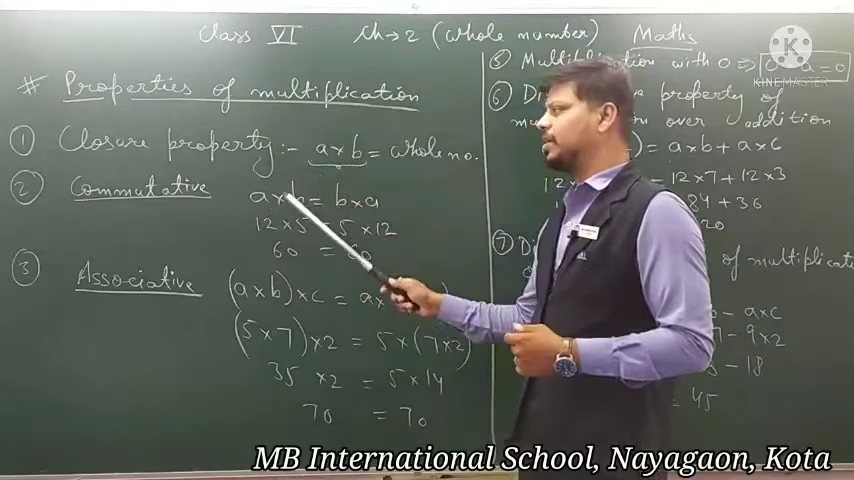 Class VI Ch→2 (Whole number) Maths
# Properties of multiplication
① Closure property:- a×b = whole no.
② Commutative a×b = b×a
12×5 = 5×12
60 = 60
③ Associative (a×b)×c = a×
(5×7)×2 = 5×(7×2)
35 ×2 = 5×14
70 = 70
⑤ Multiplication with 0 ⇒ a = 0
⑥ property of
over addition
= a×b + a×c
= 12×7 + 12×3
84 + 36
⑦
of multiplicatio
- a×c
- 9×2
- 18
= 45
KINEMASTER
MB International School, Nayagaon, Kota